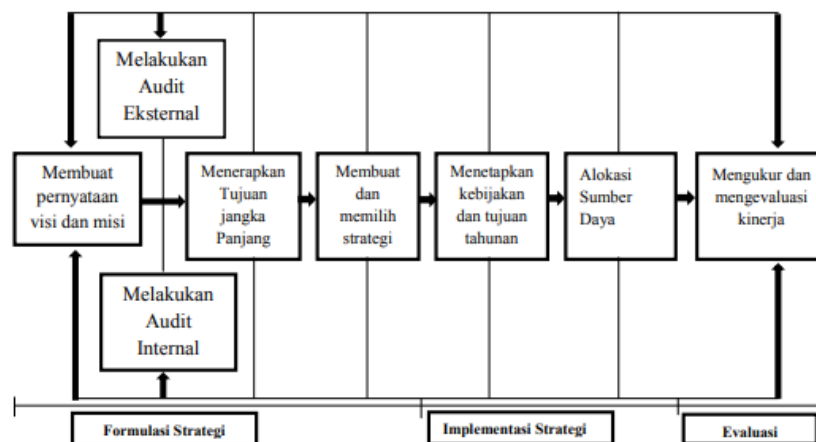 Melakukan
Audit
Eksternal
Membuat
pernyataan
visi dan misi
Menerapkan
Tujuan
jangka
Panjang
Membuat
dan
memilih
strategi
Menetapkan
kebijakan
dan tujuan
tahunan
Alokasi
Sumber
Daya
Mengukur dan
mengevaluasi
kinerja
Melakukan
Audit
Internal
Formulasi Strategi
Implementasi Strategi
Evaluasi